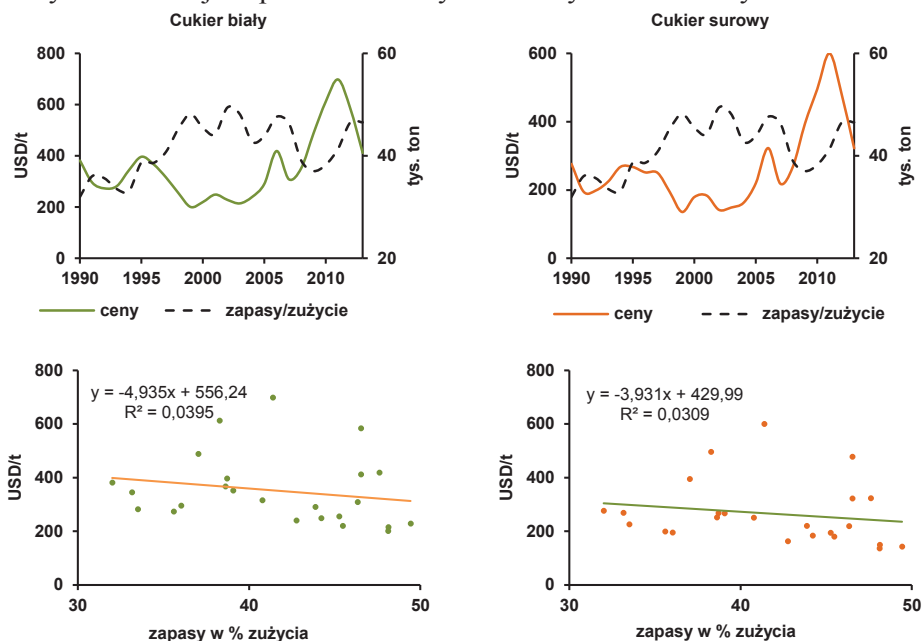 Cukier biały
800
600
400
200
0
USD/t
60
40
20
tys. ton
1990 1995 2000 2005 2010
ceny zapasy/zużycie
Cukier surowy
600
400
200
0
USD/t
60
40
20
tys. ton
1990 1995 2000 2005 2010
ceny zapasy/zużycie
800
600
400
200
0
USD/t
y = -4,935x + 556,24
R² = 0,0395
30 40 50
zapasy w % zużycia
800
600
400
200
0
USD/t
y = -3,931x + 429,99
R² = 0,0309
30 40 50
zapasy w % zużycia